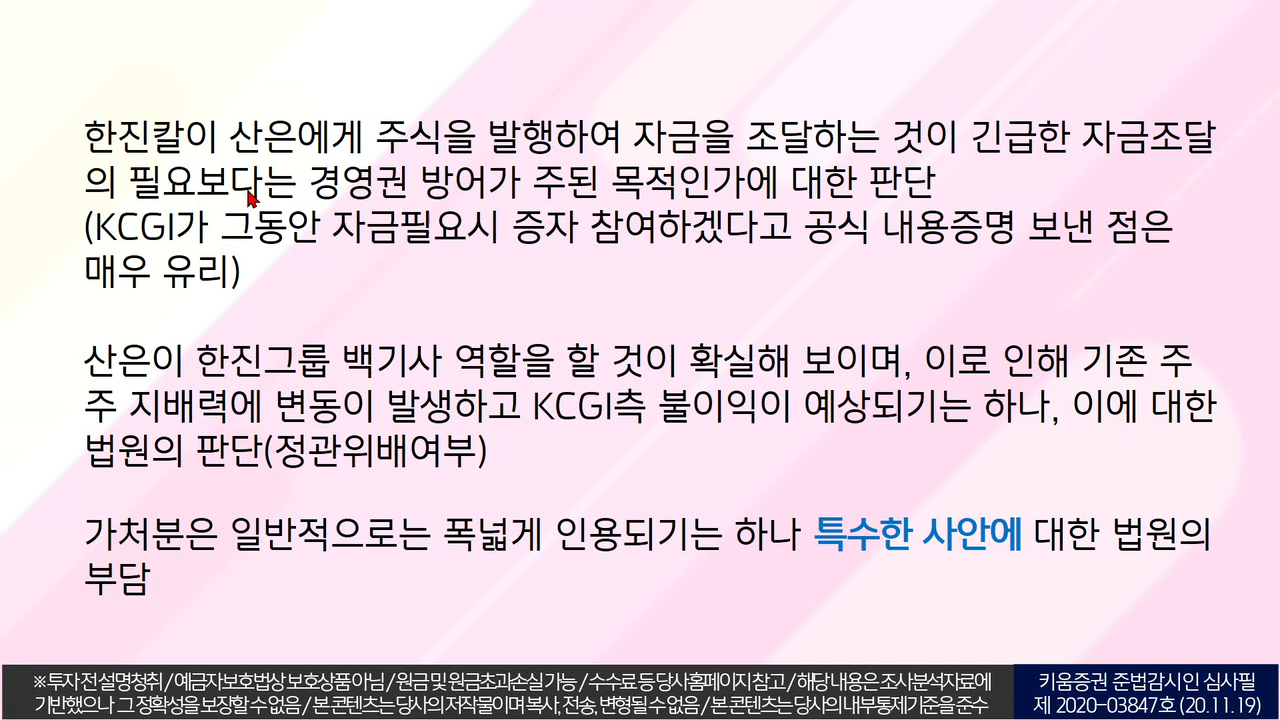 한진칼이 산은에게 주식을 발행하여 자금을 조달하는 것이 긴급한 자금조달
의 필요보다는 경영권 방어가 주된 목적인가에 대한 판단
(KCGI가 그동안 자금필요시 증자 참여하겠다고 공식 내용증명 보낸 점은
매우 유리)
산은이 한진그룹 백기사 역할을 할 것이 확실해 보이며, 이로 인해 기존 주
주 지배력에 변동이 발생하고 KCGI측 불이익이 예상되기는 하나, 이에 대한
법원의 판단(정관위배여부)
가처분은 일반적으로는 폭넓게 인용되기는 하나 특수한 사안에 대한 법원의
부담
※ 투자 전 설명청취 / 예금자보호법상 보호상품 아님 / 원금 및 원금초과손실 가능 / 수수료 등 당사홈페이지 참고 / 해당 내용은 조사분석자료에
기반했으나 그 정확성을 보장할 수 없음 / 본 콘텐츠는 당사의 저작물이며 복사, 전송, 변형될 수 없음 / 본 콘텐츠는 당사의 내부통제기준을 준수
키움증권 준법감시인 심사필
제 2020-03847호 (20.11.19)